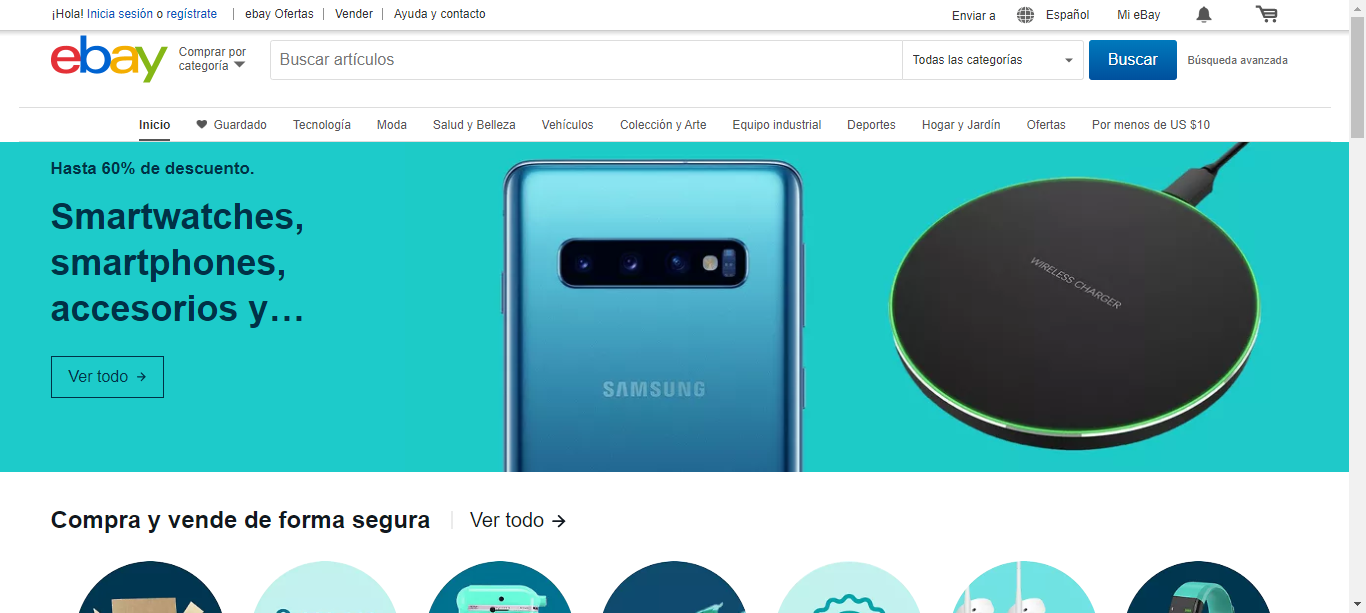 ¡Hola! Inicia sesión o regístrate | ebay Ofertas | Vender | Ayuda y contacto
Enviar a Español Mi eBay
ebay
Comprar por
categoría
Buscar artículos
Todas las categorías
Buscar
Búsqueda avanzada
Inicio Guardado Tecnología Moda Salud y Belleza Vehículos Colección y Arte Equipo industrial Deportes Hogar y Jardín Ofertas Por menos de US $10
Hasta 60% de descuento.
Smartwatches,
smartphones,
accesorios y…
Ver todo →
SAMSUNG
WIRELESS CHARGER
Compra y vende de forma segura | Ver todo →